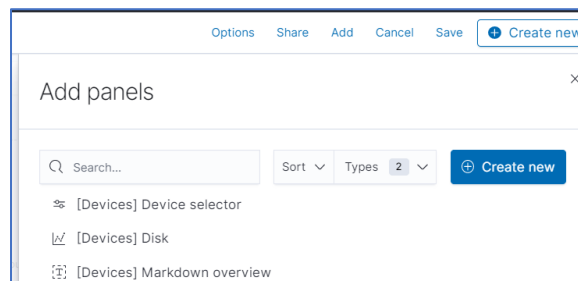 Options Share Add Cancel Save Create new
Add panels
Search... Sort Types 2 Create new
[Devices] Device selector
[Devices] Disk
[Devices] Markdown overview